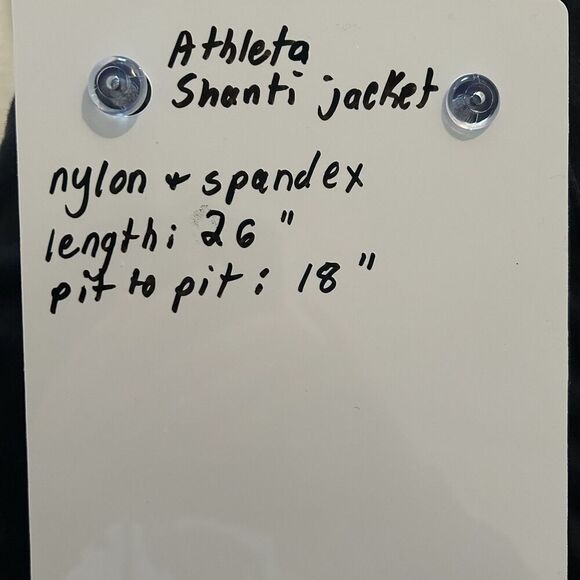 Athleta
Shanti jacket
nylon + spandex
length: 26"
pit to pit: 18"